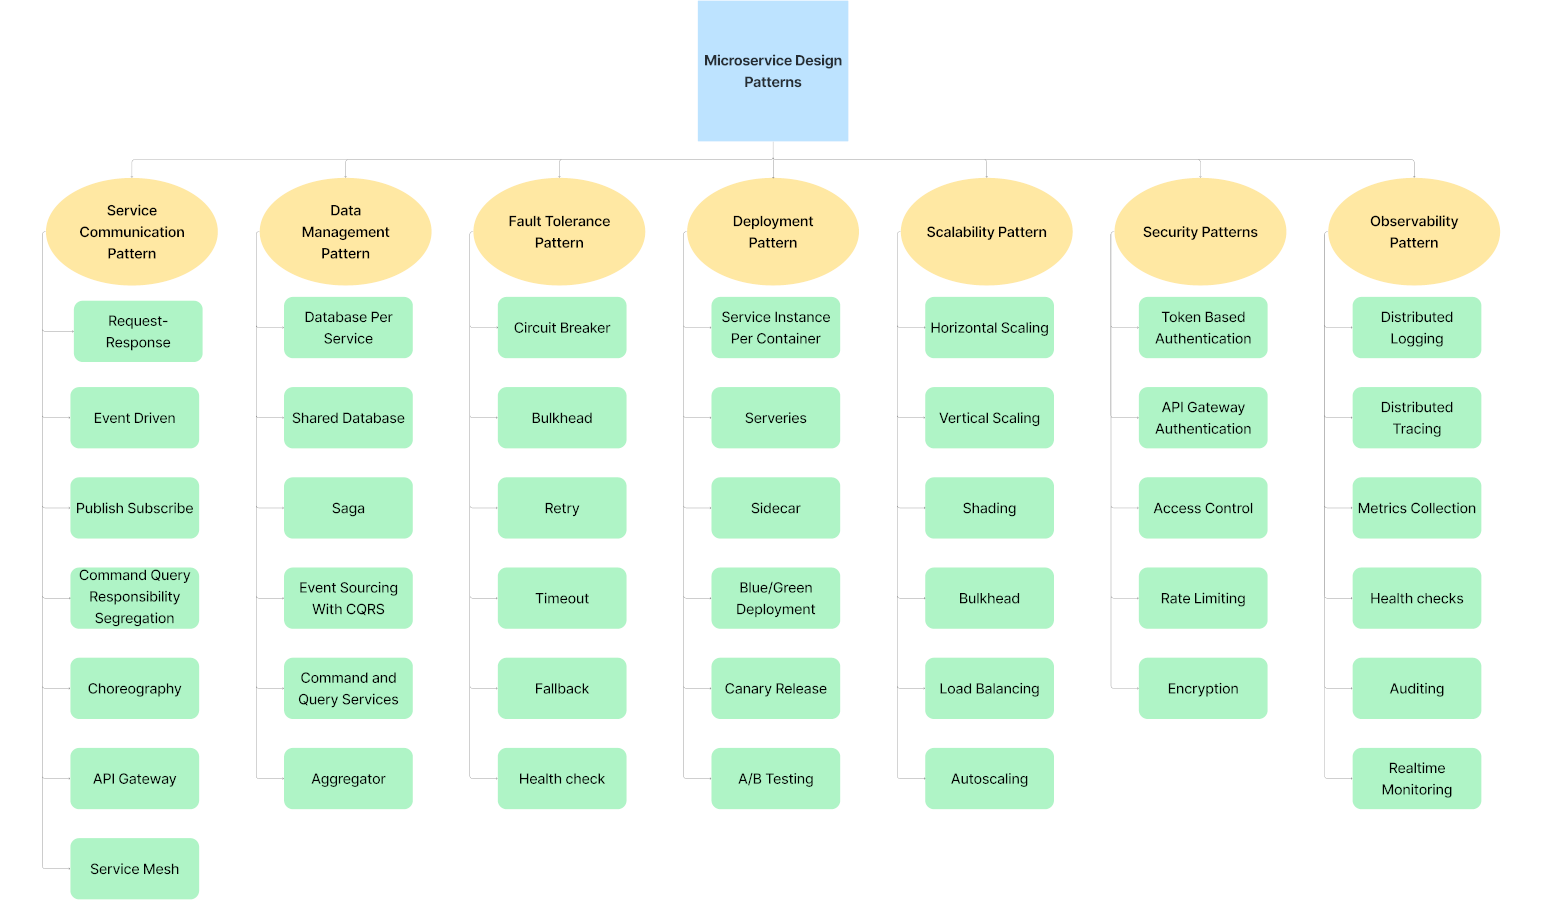 Microservice Design
Patterns
Service
Communication
Pattern
Request-
Response
Event Driven
Publish Subscribe
Command Query
Responsibility
Segregation
Choreography
API Gateway
Service Mesh
Data
Management
Pattern
Database Per
Service
Shared Database
Saga
Event Sourcing
With CQRS
Command and
Query Services
Aggregator
Fault Tolerance
Pattern
Circuit Breaker
Bulkhead
Retry
Timeout
Fallback
Health check
Deployment
Pattern
Service Instance
Per Container
Serveries
Sidecar
Blue/Green
Deployment
Canary Release
A/B Testing
Scalability Pattern
Horizontal Scaling
Vertical Scaling
Shading
Bulkhead
Load Balancing
Autoscaling
Security Patterns
Token Based
Authentication
API Gateway
Authentication
Access Control
Rate Limiting
Encryption
Observability
Pattern
Distributed
Logging
Distributed
Tracing
Metrics Collection
Health checks
Auditing
Realtime
Monitoring